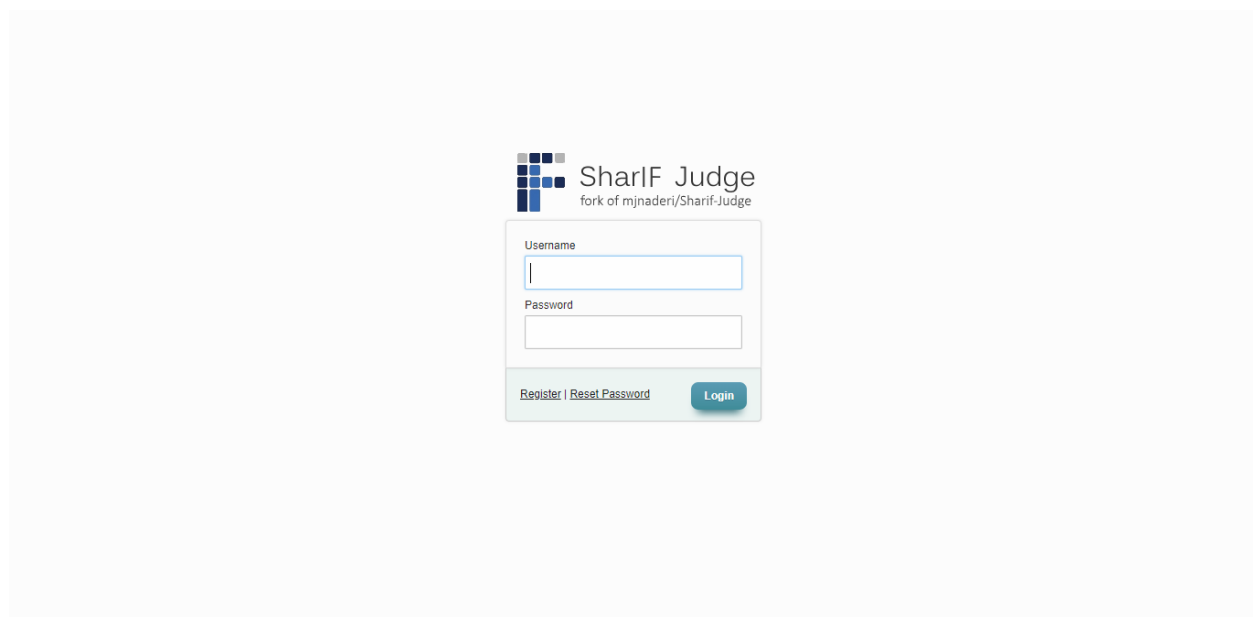 SharIF Judge
fork of mjnaderi/Sharif-Judge
Username
Password
Register | Reset Password
Login